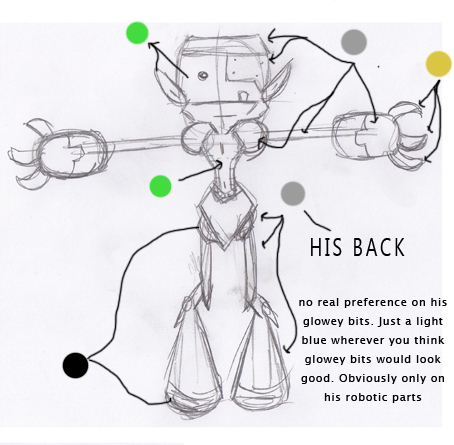 HIS BACK
no real preference on his
glowey bits. Just a light
blue wherever you think
glowey bits would look
good. Obviously only on
his robotic parts